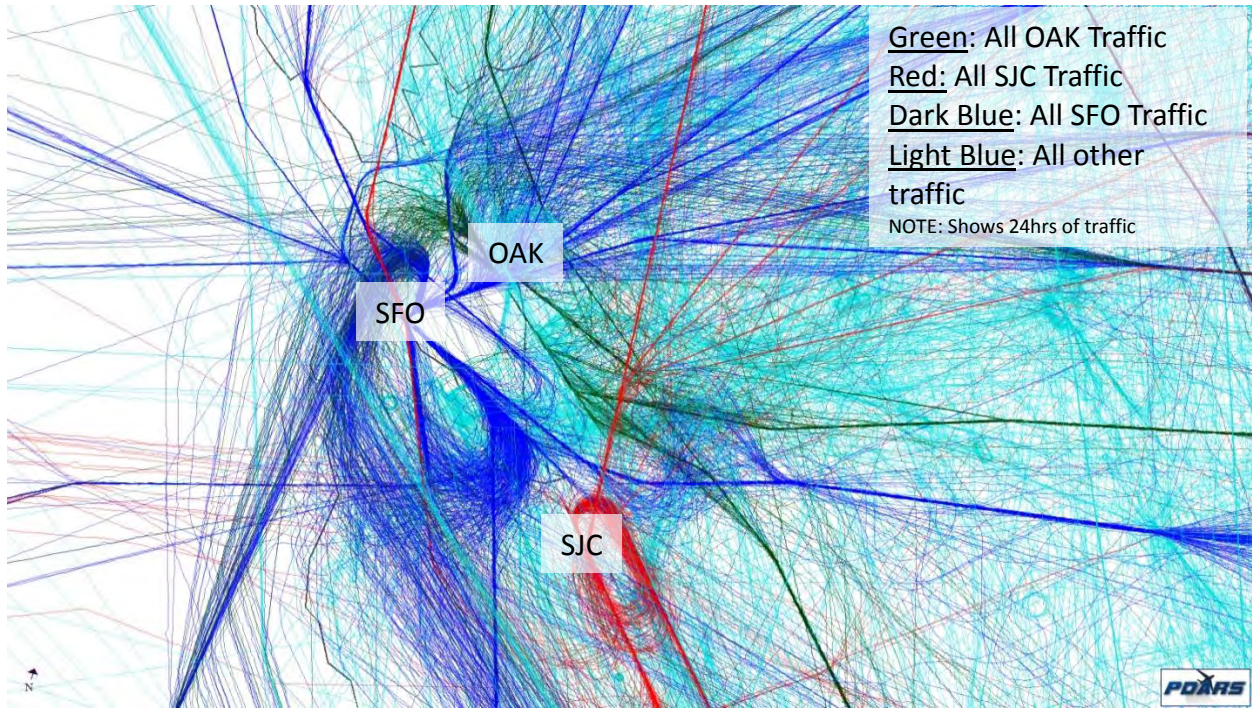 Green: All OAK Traffic
Red: All SJC Traffic
Dark Blue: All SFO Traffic
Light Blue: All other
traffic
NOTE: Shows 24hrs of traffic
OAK
SFO
SJC
N
PDARS